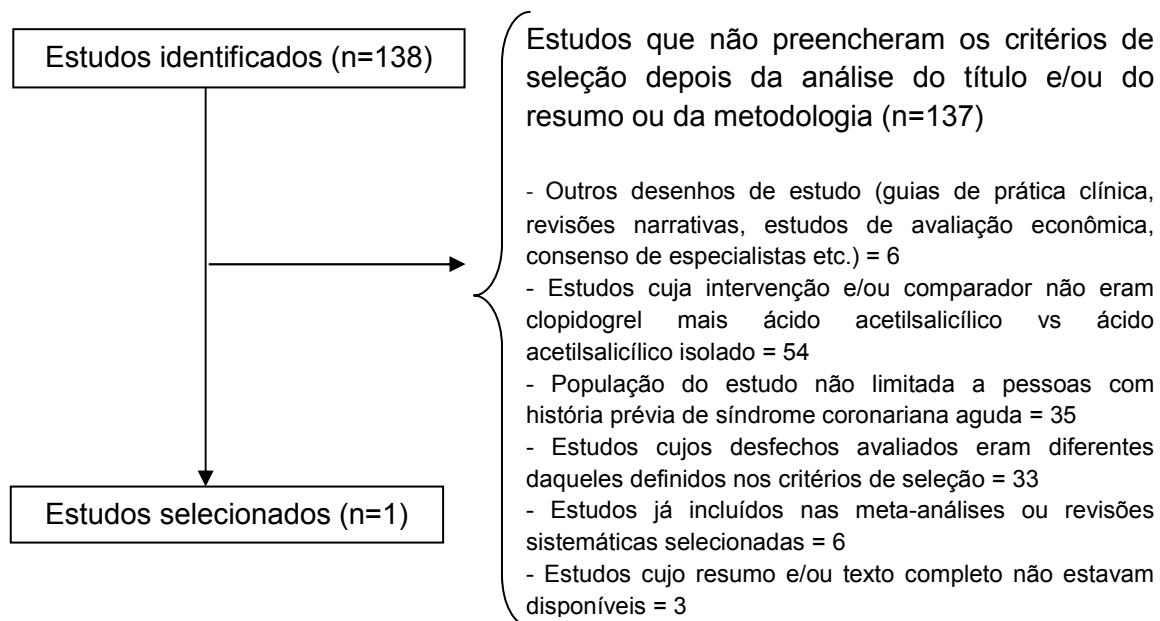 Estudos identificados (n=138)
Estudos que não preencheram os critérios de
seleção depois da análise do título e/ou do
resumo ou da metodologia (n=137)
- Outros desenhos de estudo (guias de prática clínica,
revisões narrativas, estudos de avaliação econômica,
consenso de especialistas etc.) = 6
- Estudos cuja intervenção e/ou comparador não eram
clopidogrel mais ácido acetilsalicílico vs ácido
acetilsalicílico isolado = 54
- População do estudo não limitada a pessoas com
história prévia de síndrome coronariana aguda = 35
- Estudos cujos desfechos avaliados eram diferentes
daqueles definidos nos critérios de seleção = 33
- Estudos já incluídos nas meta-análises ou revisões
sistemáticas selecionadas = 6
- Estudos cujo resumo e/ou texto completo não estavam
disponíveis = 3
Estudos selecionados (n=1)